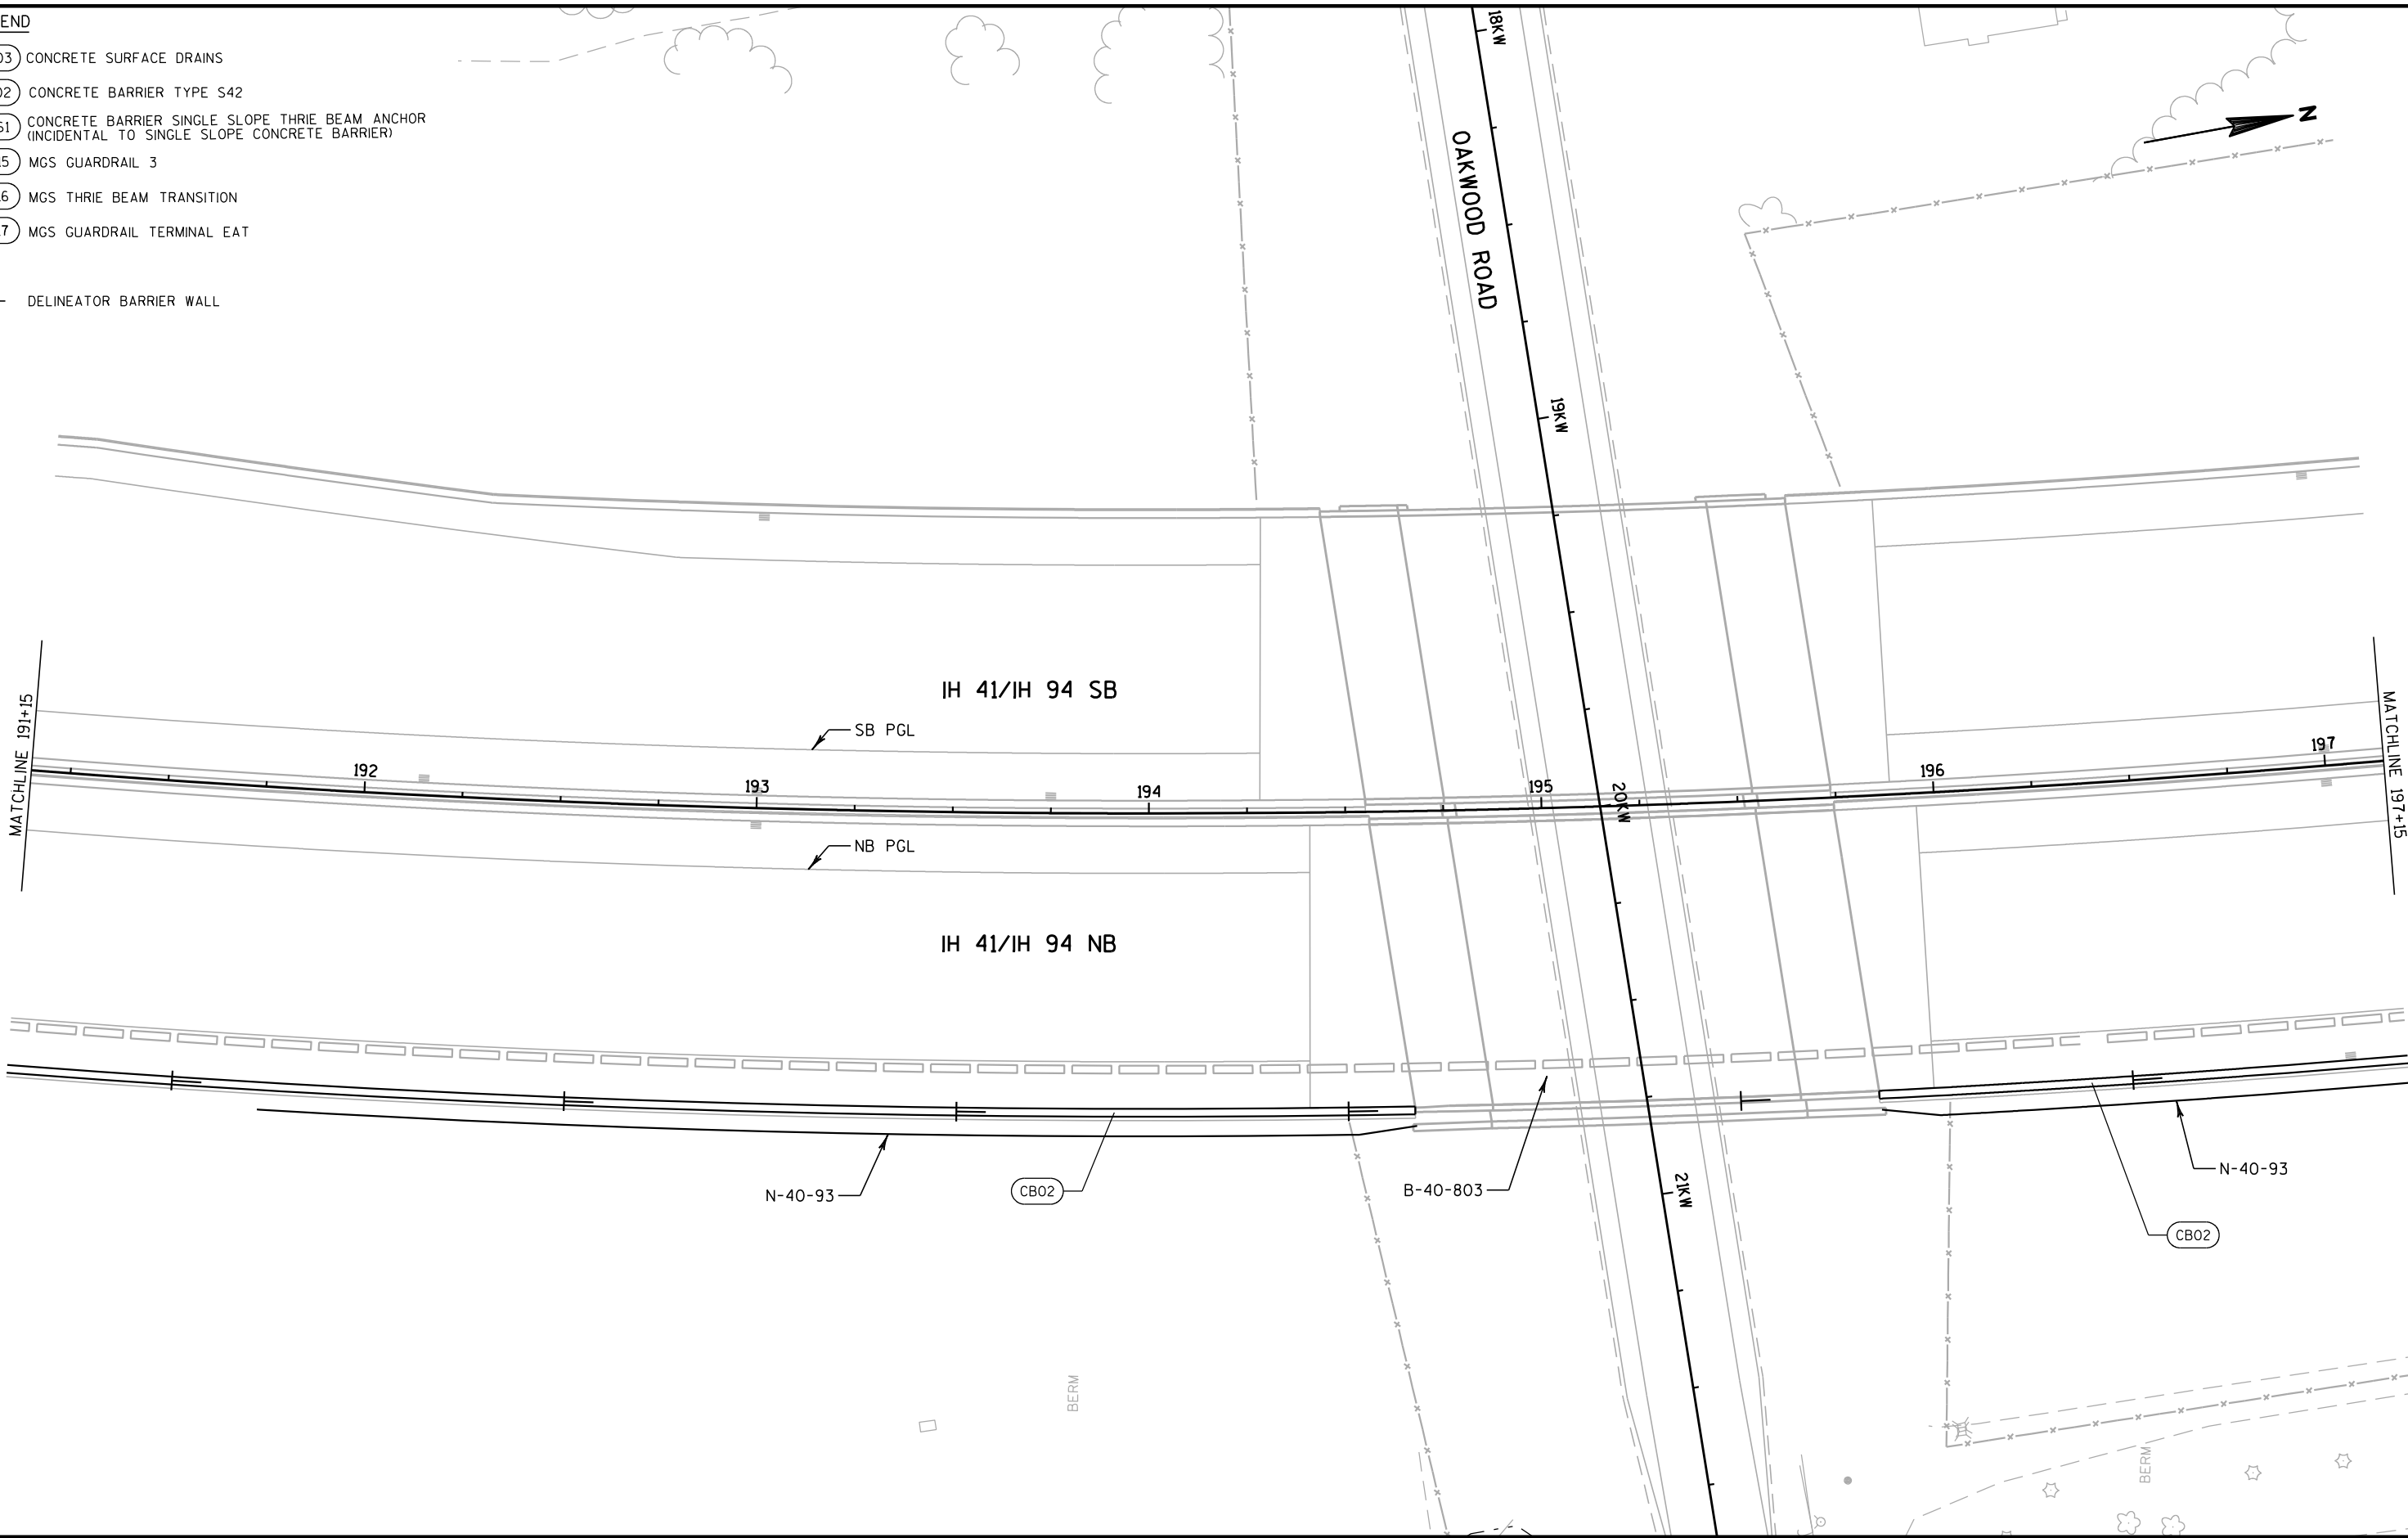 END
03 CONCRETE SURFACE DRAINS
02 CONCRETE BARRIER TYPE S42
S1 CONCRETE BARRIER SINGLE SLOPE THRIE BEAM ANCHOR
(INCIDENTAL TO SINGLE SLOPE CONCRETE BARRIER)
5 MGS GUARDRAIL 3
6 MGS THRIE BEAM TRANSITION
7 MGS GUARDRAIL TERMINAL EAT
DELINEATOR BARRIER WALL
18KW
N
OAKWOOD ROAD
19KW
MATCHLINE 191+15
IH 41/IH 94 SB
SB PGL
192
193
194
195
20KW
196
197
MATCHLINE 197+15
NB PGL
IH 41/IH 94 NB
N-40-93
CB02
B-40-803
21KW
N-40-93
CB02
BERM
BERM